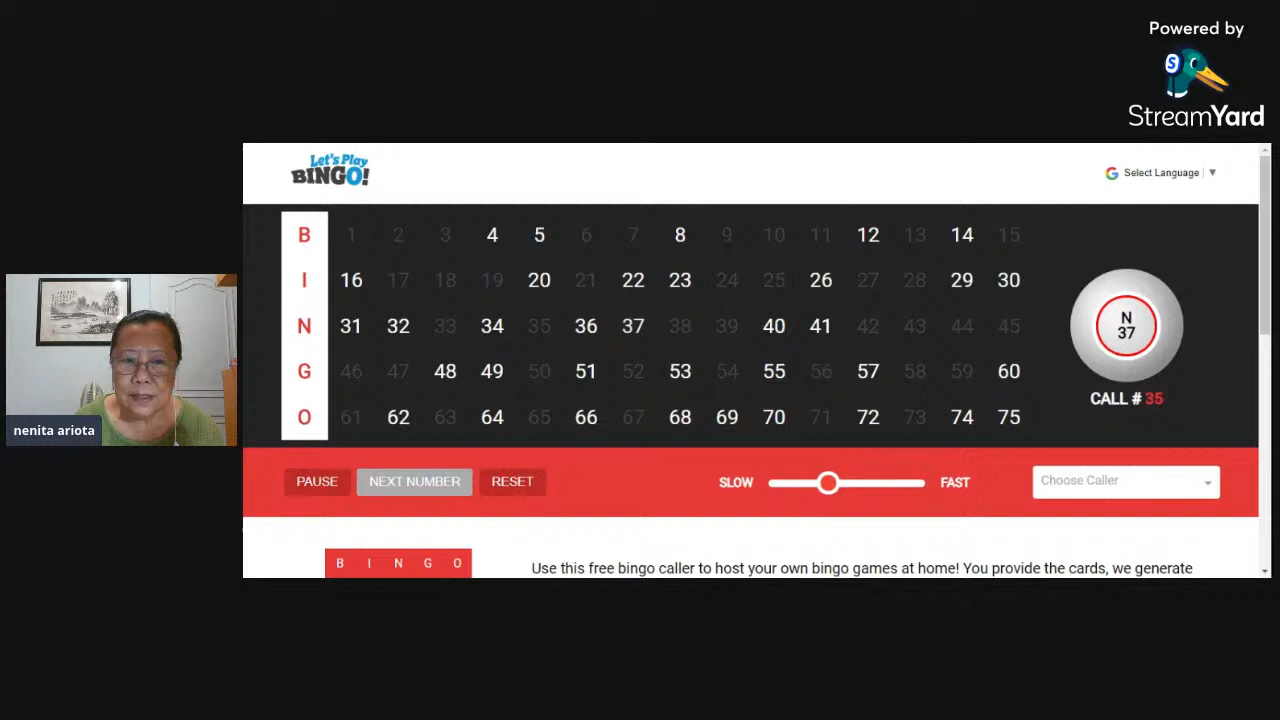 Powered by
StreamYard
Let's Play
BINGO!
Select Language
B 1 2 3 4 5 6 7 8 9 10 11 12 13 14 15
I 16 17 18 19 20 21 22 23 24 25 26 27 28 29 30
N 31 32 33 34 35 36 37 38 39 40 41 42 43 44 45
G 46 47 48 49 50 51 52 53 54 55 56 57 58 59 60
O 61 62 63 64 65 66 67 68 69 70 71 72 73 74 75
N
37
CALL # 35
nenita ariota
PAUSE NEXT NUMBER RESET SLOW FAST Choose Caller
B I N G O
Use this free bingo caller to host your own bingo games at home! You provide the cards, we generate